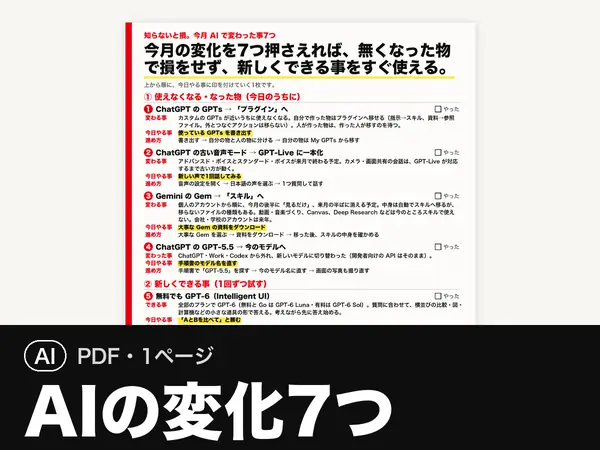 知らないと損。今月 AI で変わった事7つ
今月の変化を7つ押さえれば、無くなった物
で損をせず、新しくできる事をすぐ使える。
上から順に、今日やる事に印を付けていく1枚です。
① 使えなくなる・なった物（今日のうちに）
1 ChatGPT の GPTs → 「プラグイン」へ やった
変わる事 カスタムの GPTs が近いうちに使えなくなる。自分で作った物はプラグインへ移せる（指示→スキル、資料→参照
ファイル。外とつなぐアクションは移らない）。人が作った物は、作った人が移すのを待つ。
今日やる事 使っている GPTs を書き出す
進め方 書き出す → 自分の物と人の物に分ける → 自分の物は My GPTs から移す
2 ChatGPT の古い音声モード → GPT-Live に一本化 やった
変わる事 アドバンスド・ボイスとスタンダード・ボイスが来月で終わる予定。カメラ・画面共有の会話は、GPT-Live が対応
するまで古い方が動く。
今日やる事 新しい声で1回話してみる
進め方 音声の設定を開く → 日本語の声を選ぶ → 1つ質問して話す
3 Gemini の Gem → 「スキル」へ やった
変わる事 個人のアカウントから順に、今月の後半に「見るだけ」、来月の半ばに消える予定。中身は自動でスキルへ移るが、
移らないファイルの種類もある。動画・音楽づくり、Canvas、Deep Research などは今のところスキルで使え
ない。会社・学校のアカウントは来年。
今日やる事 大事な Gem の資料をダウンロード
進め方 大事な Gem を選ぶ → 資料をダウンロード → 移った後、スキルの中身を確かめる
4 ChatGPT の GPT-5.5 → 今のモデルへ やった
変わった事 ChatGPT・Work・Codex から外れ、新しいモデルに切り替わった（開発者向けの API はそのまま）。
今日やる事 手順書のモデル名を直す
進め方 手順書で「GPT-5.5」を探す → 今のモデル名に直す → 画面の写真も撮り直す
② 新しくできる事（1回ずつ試す）
5 無料でも GPT-6（Intelligent UI） やった
できる事 全部のプランで GPT-6（無料と Go は GPT-6 Luna・有料は GPT-6 Sol）。質問に合わせて、横並びの比較・図・
計算機などの小さな道具の形で答える。考えながら先に答え始める。
今日やる事 「AとBを比べて」と頼む
AI PDF・1ページ
AIの変化7つ